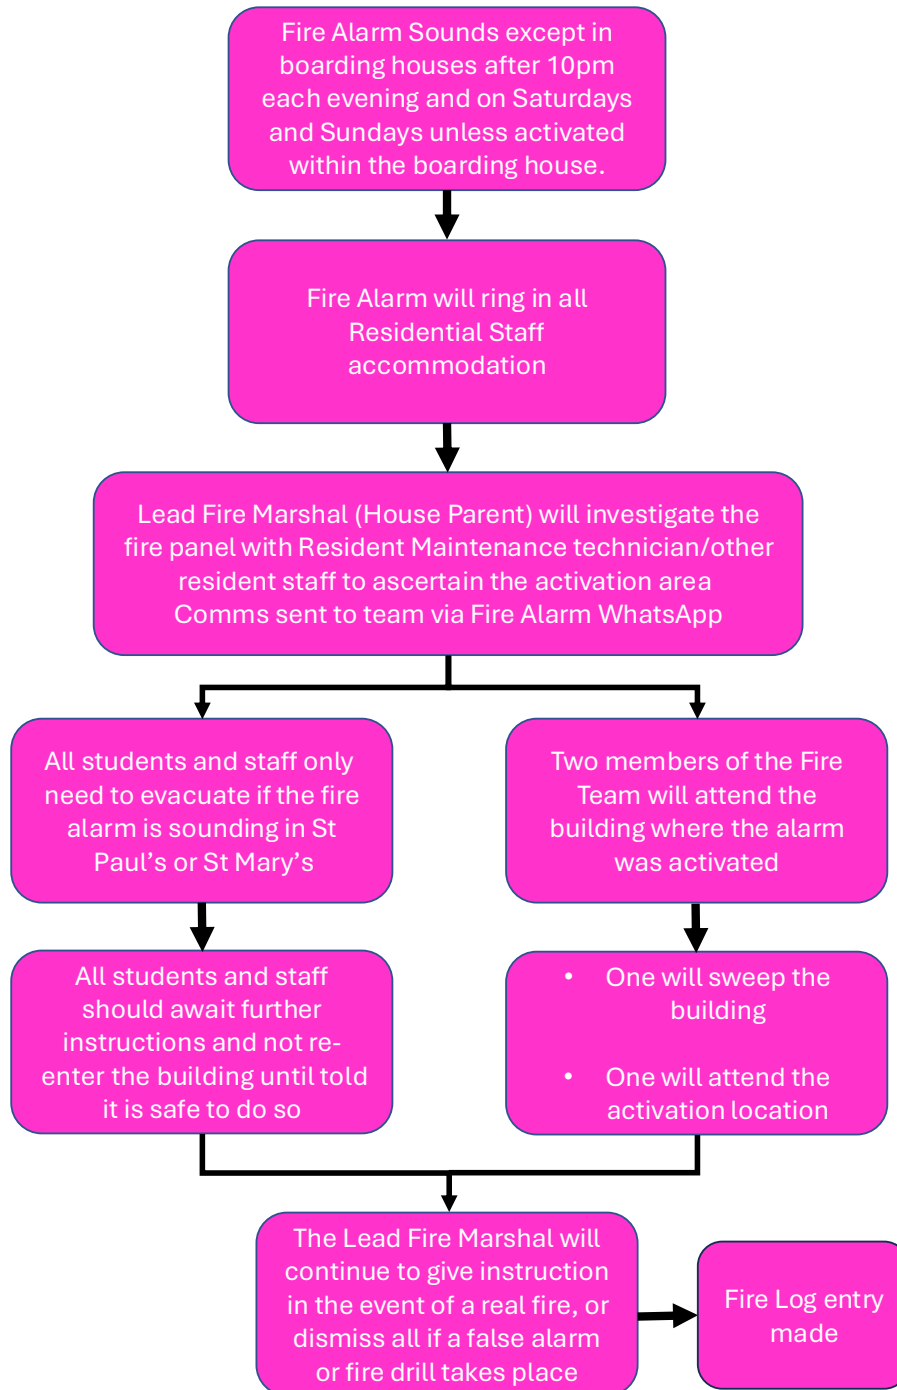 Fire Alarm Sounds except in
boarding houses after 10pm
each evening and on Saturdays
and Sundays unless activated
within the boarding house.
Fire Alarm will ring in all
Residential Staff
accommodation
Lead Fire Marshal (House Parent) will investigate the
fire panel with Resident Maintenance technician/other
resident staff to ascertain the activation area
Comms sent to team via Fire Alarm WhatsApp
All students and staff only
need to evacuate if the fire
alarm is sounding in St
Paul’s or St Mary’s
Two members of the Fire
Team will attend the
building where the alarm
was activated
All students and staff
should await further
instructions and not re-
enter the building until told
it is safe to do so
• One will sweep the
building
• One will attend the
activation location
The Lead Fire Marshal will
continue to give instruction
in the event of a real fire, or
dismiss all if a false alarm
or fire drill takes place
Fire Log entry
made